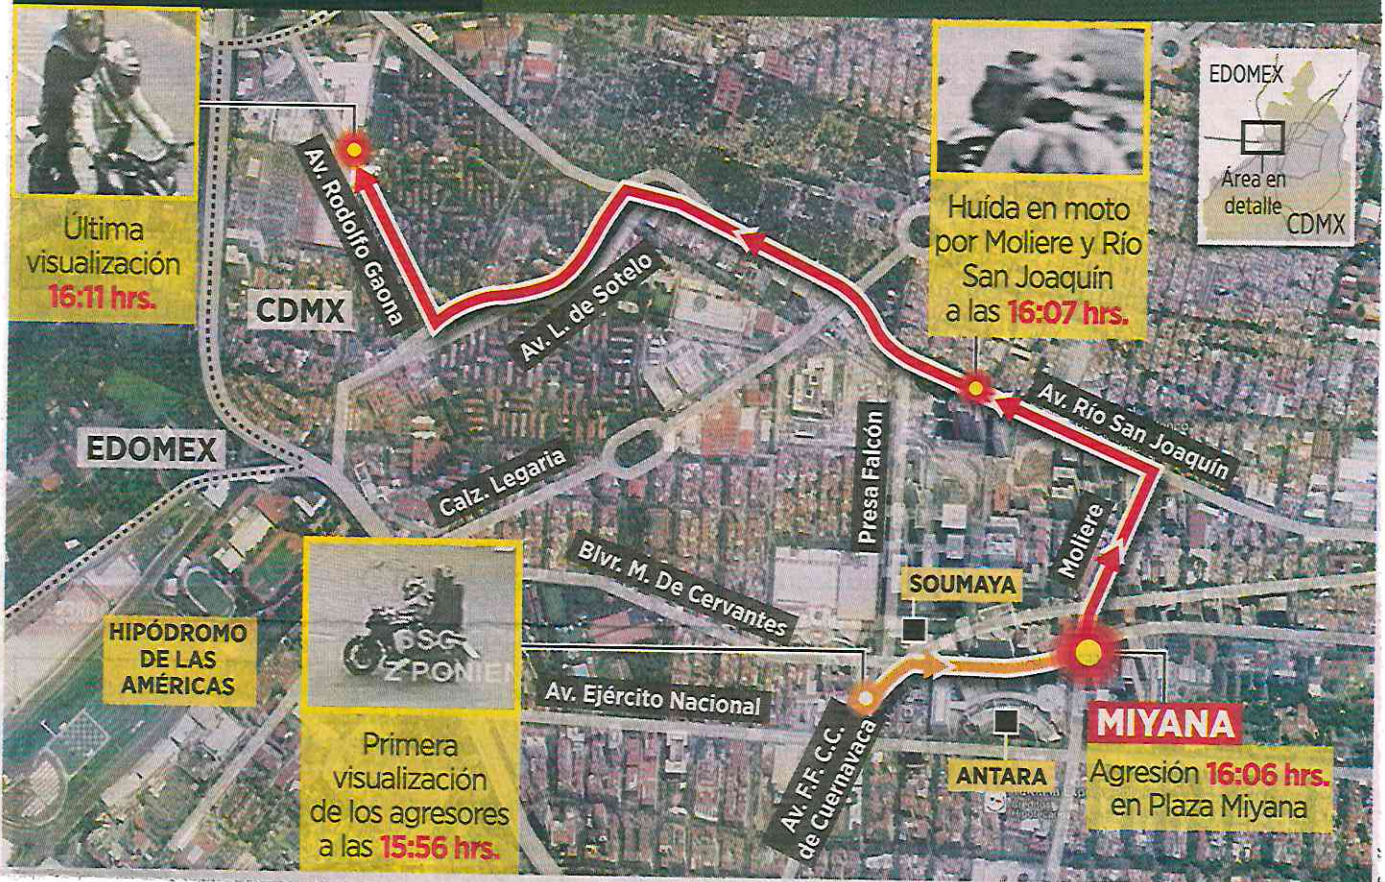 Última
visualización
16:11 hrs.
Av. Rodolfo Gaona
CDMX
EDOMEX
Av. L. de Sotelo
Calz. Legaria
Huída en moto
por Moliere y Río
San Joaquín
a las 16:07 hrs.
EDOMEX
Área en
detalle
CDMX
Av. Río San Joaquín
Presa Falcón
Moliere
Blvr. M. De Cervantes
SOUMAYA
HIPÓDROMO
DE LAS
AMÉRICAS
PSG
Z-PONIEN
Primera
visualización
de los agresores
a las 15:56 hrs.
Av. Ejército Nacional
Av. F.F. C.C.
de Cuernavaca
ANTARA
MIYANA
Agresión 16:06 hrs.
en Plaza Miyana